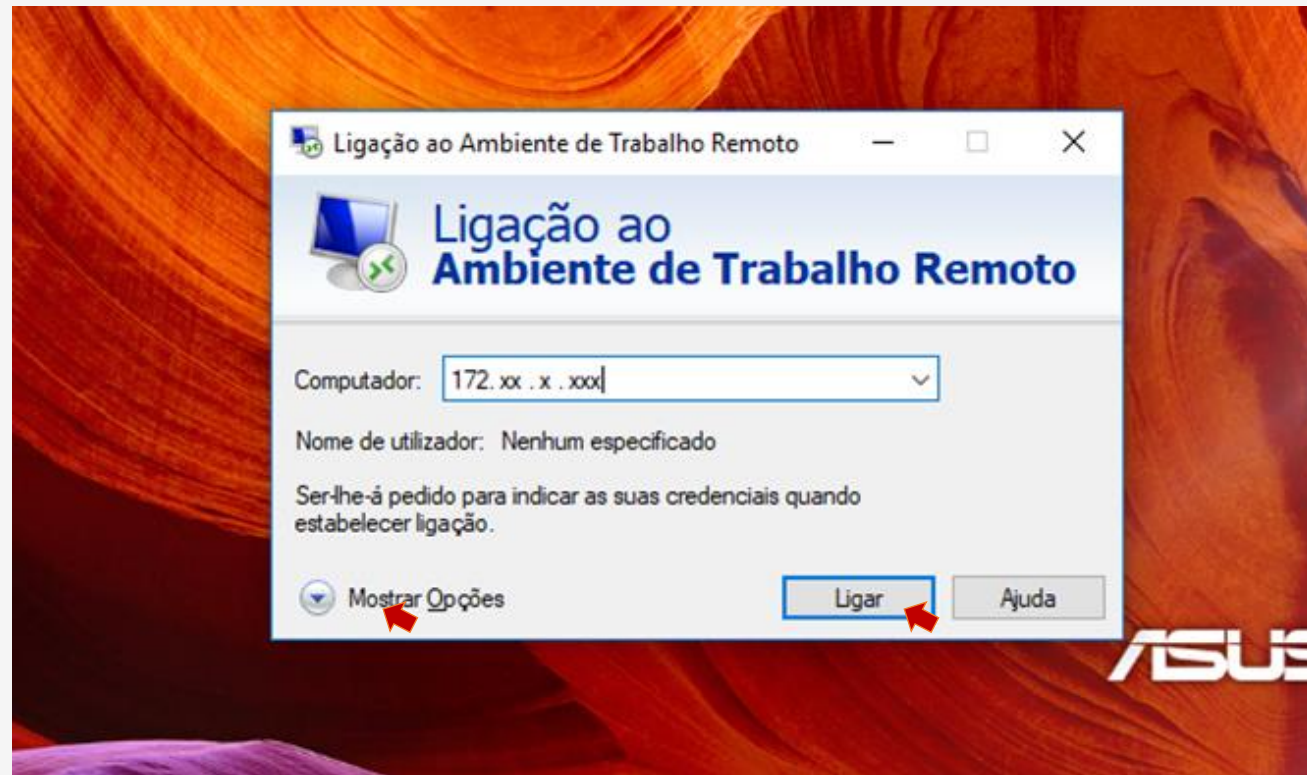 Ligação ao Ambiente de Trabalho Remoto
Ligação ao
Ambiente de Trabalho Remoto
Computador: 172. xx . x . xxx
Nome de utilizador: Nenhum especificado
Ser-lhe-á pedido para indicar as suas credenciais quando
estabelecer ligação.
Mostrar Opções Ligar Ajuda
ASUS